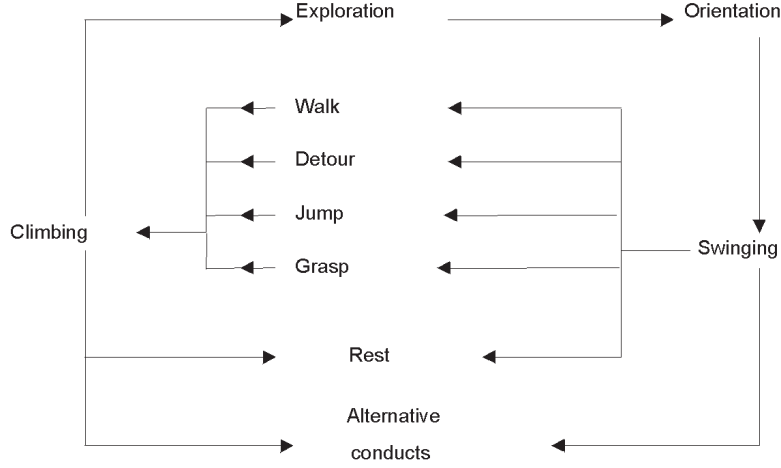 Exploration
Orientation
Walk
Detour
Jump
Climbing
Swinging
Grasp
Rest
Alternative
conducts